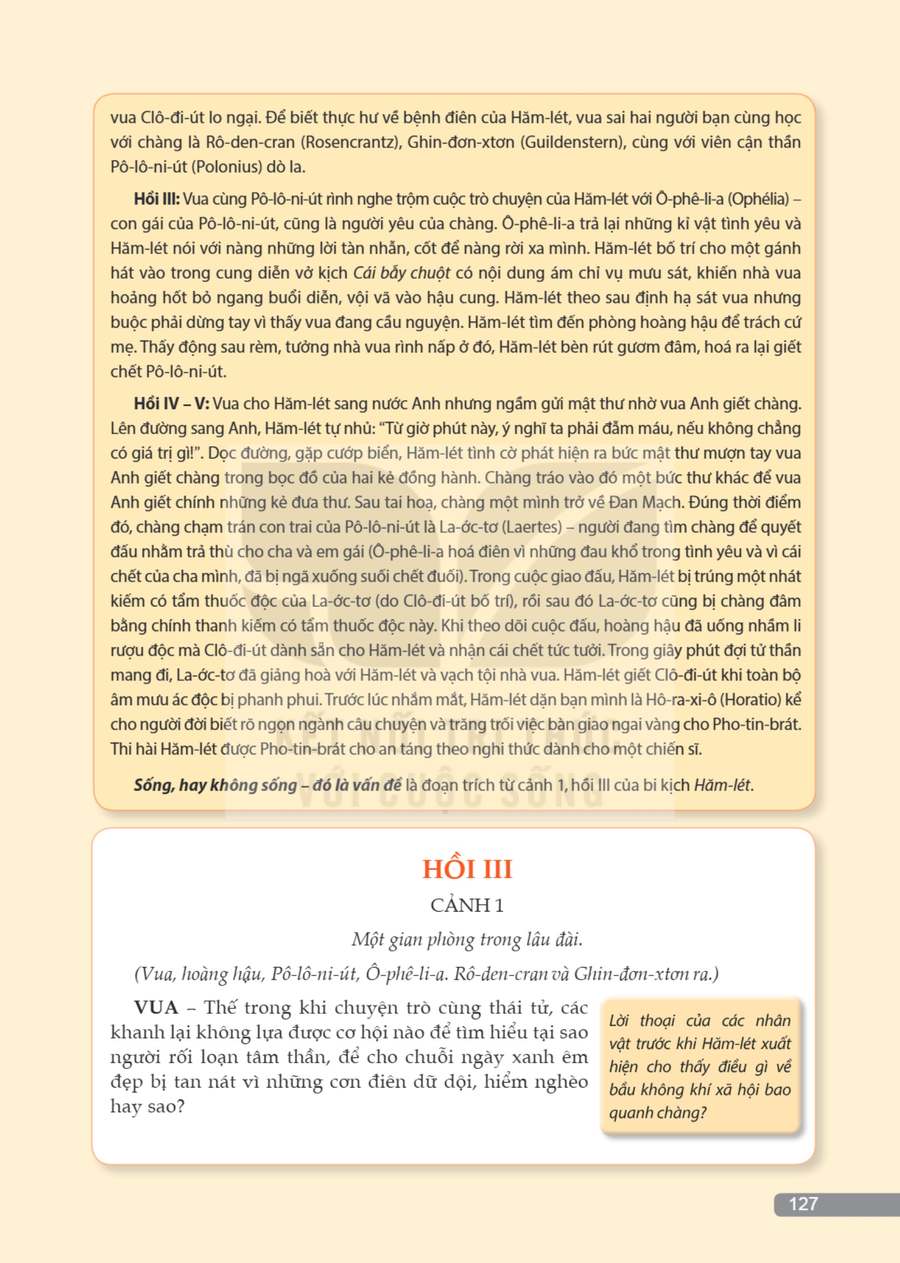 vua Clô-đi-út lo ngại. Để biết thực hư về bệnh điên của Hăm-lét, vua sai hai người bạn cùng học
với chàng là Rô-den-cran (Rosencrantz), Ghin-đơn-xtơn (Guildenstern), cùng với viên cận thần
Pô-lô-ni-út (Polonius) dò la.
Hồi III: Vua cùng Pô-lô-ni-út rình nghe trộm cuộc trò chuyện của Hăm-lét với Ô-phê-li-a (Ophélia) –
con gái của Pô-lô-ni-út, cũng là người yêu của chàng. Ô-phê-li-a trả lại những kỉ vật tình yêu và
Hăm-lét nói với nàng những lời tàn nhẫn, cốt để nàng rời xa mình. Hăm-lét bố trí cho một gánh
hát vào trong cung diễn vở kịch Cái bẫy chuột có nội dung ám chỉ vụ mưu sát, khiến nhà vua
hoảng hốt bỏ ngang buổi diễn, vội vã vào hậu cung. Hăm-lét theo sau định hạ sát vua nhưng
buộc phải dừng tay vì thấy vua đang cầu nguyện. Hăm-lét tìm đến phòng hoàng hậu để trách cứ
mẹ. Thấy động sau rèm, tưởng nhà vua rình nấp ở đó, Hăm-lét bèn rút gươm đâm, hoá ra lại giết
chết Pô-lô-ni-út.
Hồi IV – V: Vua cho Hăm-lét sang nước Anh nhưng ngầm gửi mật thư nhờ vua Anh giết chàng.
Lên đường sang Anh, Hăm-lét tự nhủ: “Từ giờ phút này, ý nghĩ ta phải đẫm máu, nếu không chẳng
có giá trị gì!”. Dọc đường, gặp cướp biển, Hăm-lét tình cờ phát hiện ra bức mật thư mượn tay vua
Anh giết chàng trong bọc đồ của hai kẻ đồng hành. Chàng tráo vào đó một bức thư khác để vua
Anh giết chính những kẻ đưa thư. Sau tai hoạ, chàng một mình trở về Đan Mạch. Đúng thời điểm
đó, chàng chạm trán con trai của Pô-lô-ni-út là La-ớc-tơ (Laertes) – người đang tìm chàng để quyết
đấu nhằm trả thù cho cha và em gái (Ô-phê-li-a hoá điên vì những đau khổ trong tình yêu và vì cái
chết của cha mình, đã bị ngã xuống suối chết đuối). Trong cuộc giao đấu, Hăm-lét bị trúng một nhát
kiếm có tẩm thuốc độc của La-ớc-tơ (do Clô-đi-út bố trí), rồi sau đó La-ớc-tơ cũng bị chàng đâm
bằng chính thanh kiếm có tẩm thuốc độc này. Khi theo dõi cuộc đấu, hoàng hậu đã uống nhầm li
rượu độc mà Clô-đi-út dành sẵn cho Hăm-lét và nhận cái chết tức tưởi. Trong giây phút đợi tử thần
mang đi, La-ớc-tơ đã giảng hoà với Hăm-lét và vạch tội nhà vua. Hăm-lét giết Clô-đi-út khi toàn bộ
âm mưu ác độc bị phanh phui. Trước lúc nhắm mắt, Hăm-lét dặn bạn mình là Hô-ra-xi-ô (Horatio) kể
cho người đời biết rõ ngọn ngành câu chuyện và trăng trối việc bàn giao ngai vàng cho Pho-tin-brát.
Thi hài Hăm-lét được Pho-tin-brát cho an táng theo nghi thức dành cho một chiến sĩ.
Sống, hay không sống – đó là vấn đề là đoạn trích từ cảnh 1, hồi III của bi kịch Hăm-lét.
KẾT NỐI TRI THỨC
VỚI CUỘC SỐNG
HỒI III
CẢNH 1
Một gian phòng trong lâu đài.
(Vua, hoàng hậu, Pô-lô-ni-út, Ô-phê-li-a. Rô-den-cran và Ghin-đơn-xtơn ra.)
VUA – Thế trong khi chuyện trò cùng thái tử, các
khanh lại không lựa được cơ hội nào để tìm hiểu tại sao
người rối loạn tâm thần, để cho chuỗi ngày xanh êm
đẹp bị tan nát vì những cơn điên dữ dội, hiểm nghèo
hay sao?
Lời thoại của các nhân
vật trước khi Hăm-lét xuất
hiện cho thấy điều gì về
bầu không khí xã hội bao
quanh chàng?
127